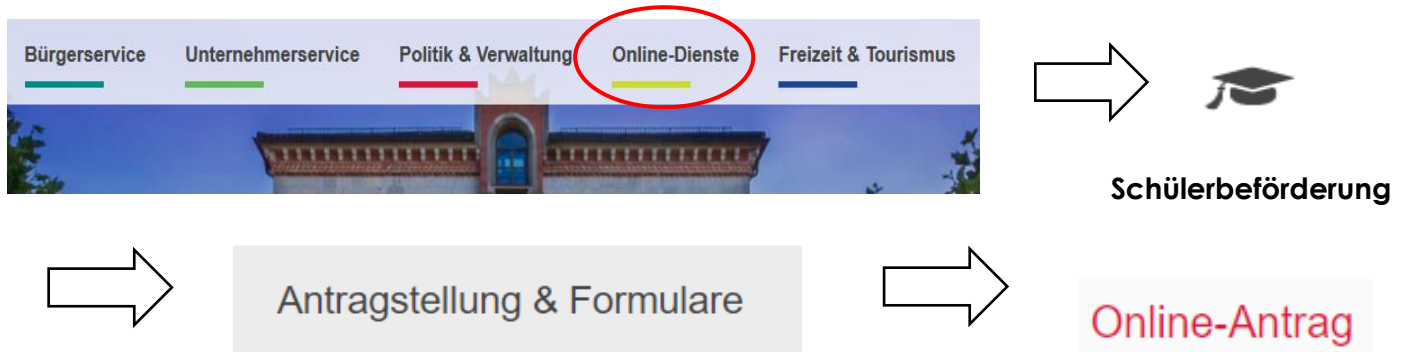 Bürgerservice Unternehmerservice Politik & Verwaltung Online-Dienste Freizeit & Tourismus
Schülerbeförderung
Antragstellung & Formulare
Online-Antrag